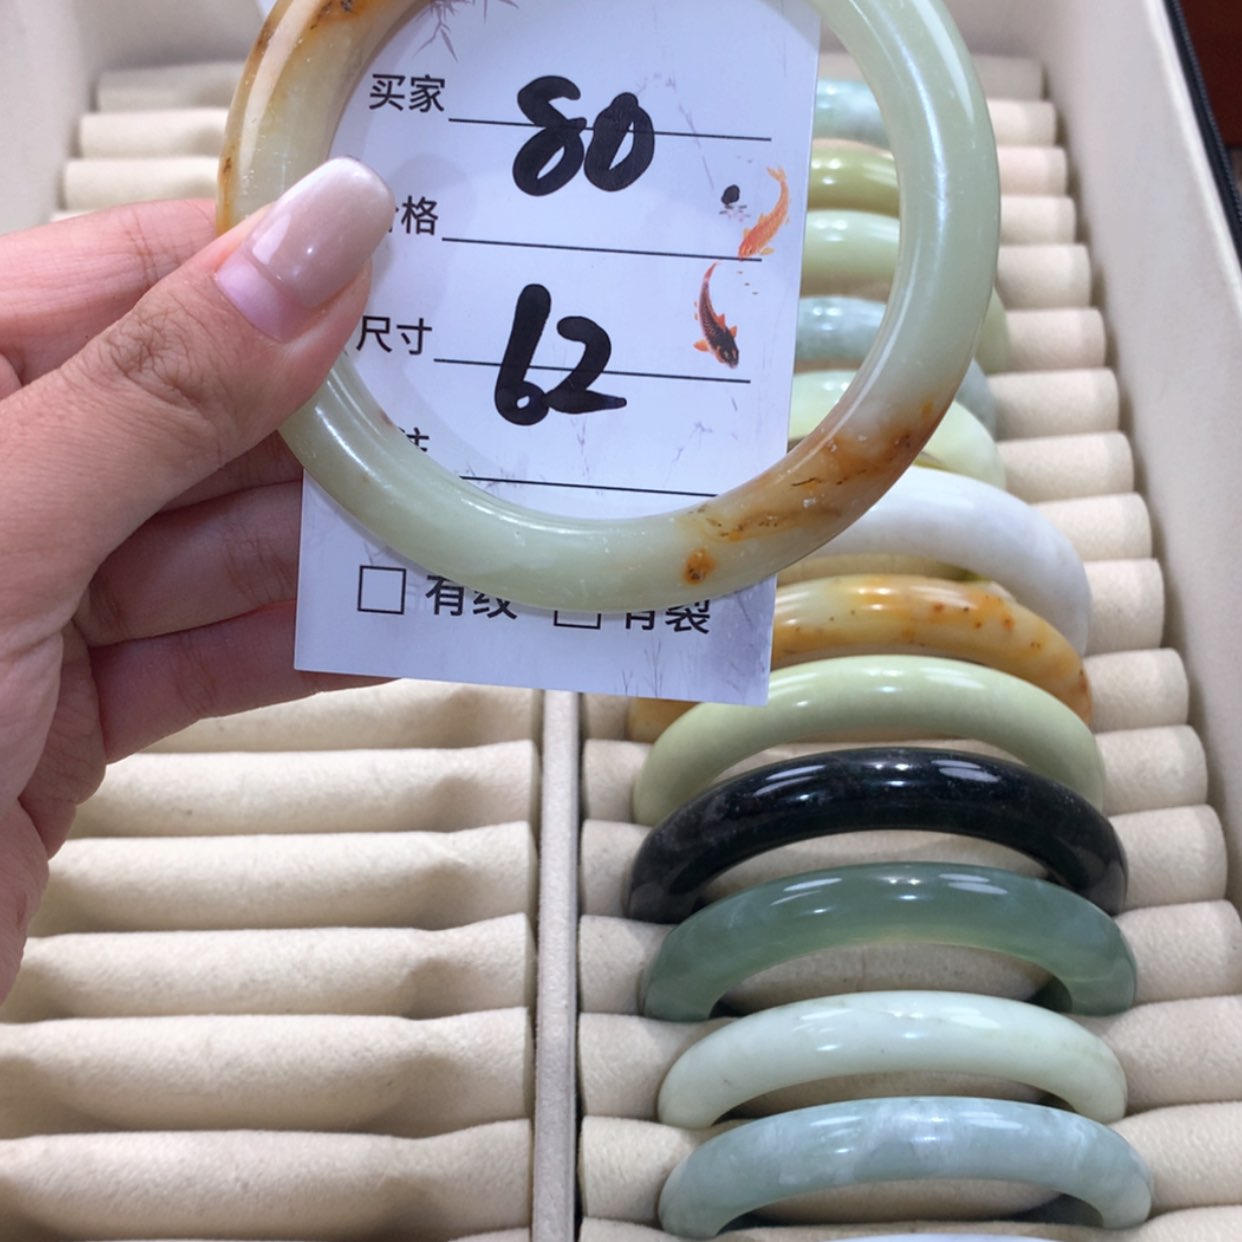 买家 80
格
尺寸 62
□ 有纹 □ 有裂